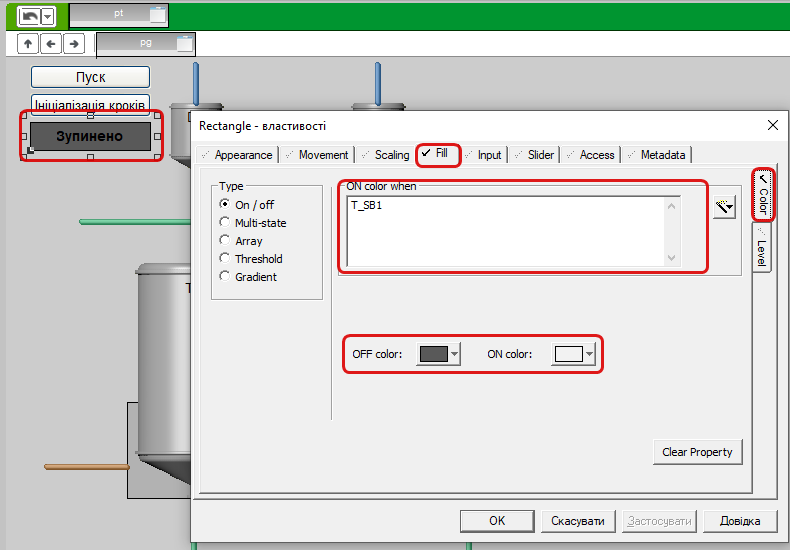 pt
pg
Пуск
Ініціалізація кроків
Зупинено
Rectangle - властивості
Appearance Movement Scaling Fill Input Slider Access Metadata
Type
On / off
Multi-state
Array
Threshold
Gradient
ON color when
T_SB1
Color
Level
OFF color: ON color:
Clear Property
OK Скасувати Застосувати Довідка